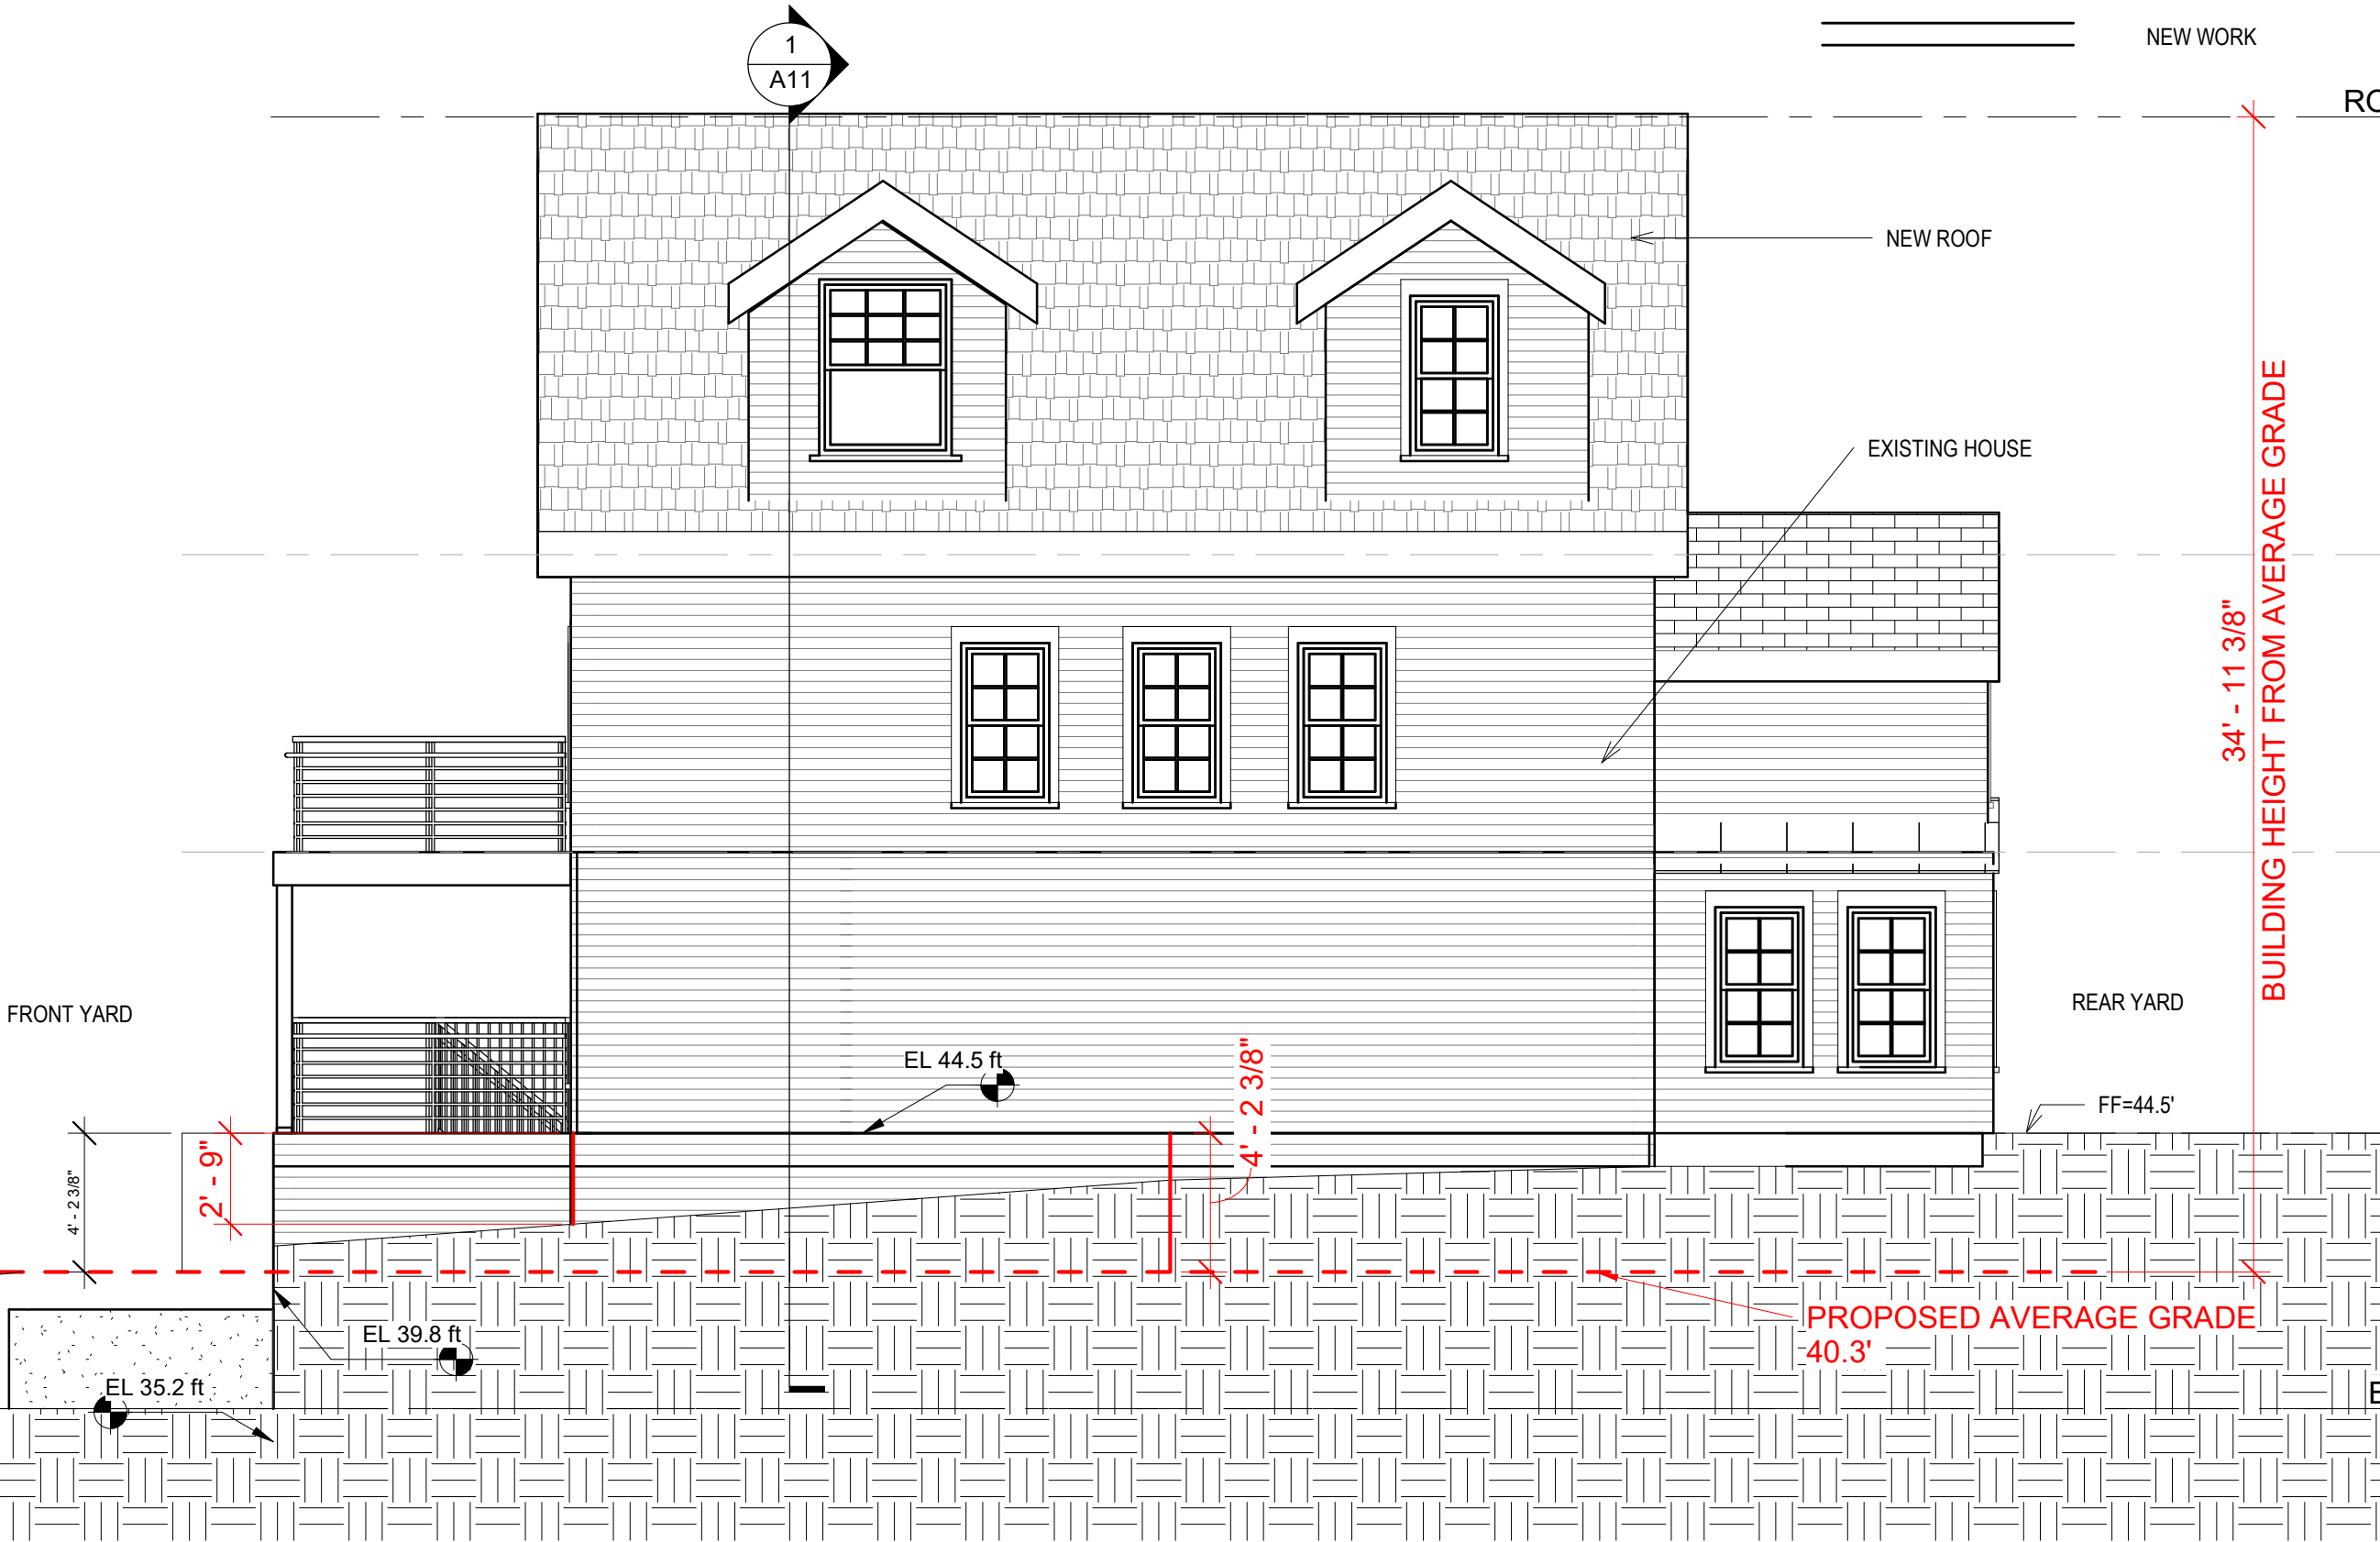 1
A11
NEW WORK
NEW ROOF
EXISTING HOUSE
34' - 11 3/8"
BUILDING HEIGHT FROM AVERAGE GRADE
FRONT YARD
REAR YARD
EL 44.5 ft
4' - 2 3/8"
FF=44.5'
4' - 2 3/8"
2' - 9"
PROPOSED AVERAGE GRADE
40.3'
EL 39.8 ft
EL 35.2 ft